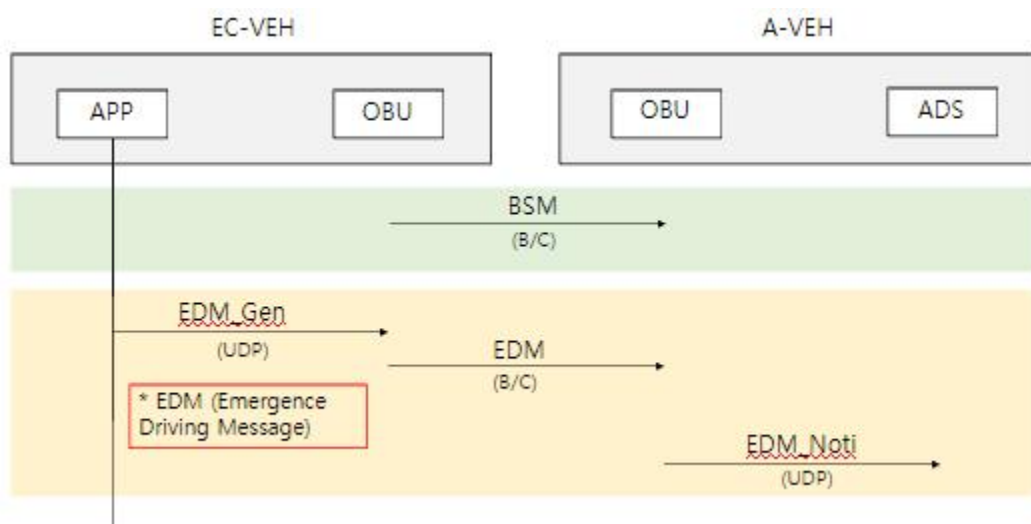 EC-VEH
A-VEH
APP
OBU
OBU
ADS
BSM
(B/C)
EDM_Gen
(UDP)
EDM
(B/C)
* EDM (Emergence
Driving Message)
EDM_Noti
(UDP)